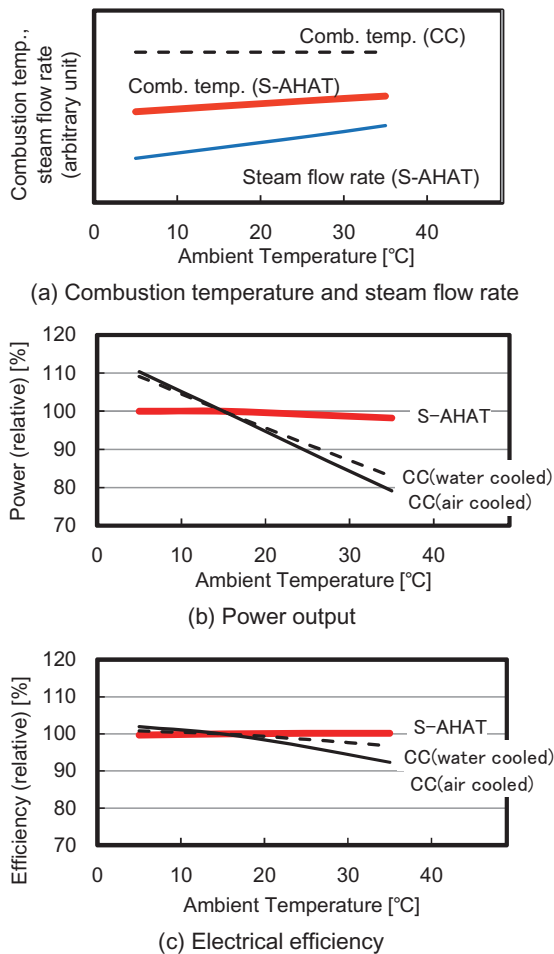 Combustion temp.,
steam flow rate
(arbitrary unit)
Comb. temp. (CC)
Comb. temp. (S-AHAT)
Steam flow rate (S-AHAT)
0 10 20 30 40
Ambient Temperature [℃]
(a) Combustion temperature and steam flow rate
Power (relative) [%]
120
110
100
90
80
70
S-AHAT
CC(water cooled)
CC(air cooled)
0 10 20 30 40
Ambient Temperature [℃]
(b) Power output
Efficiency (relative) [%]
120
110
100
90
80
70
S-AHAT
CC(water cooled)
CC(air cooled)
0 10 20 30 40
Ambient Temperature [℃]
(c) Electrical efficiency